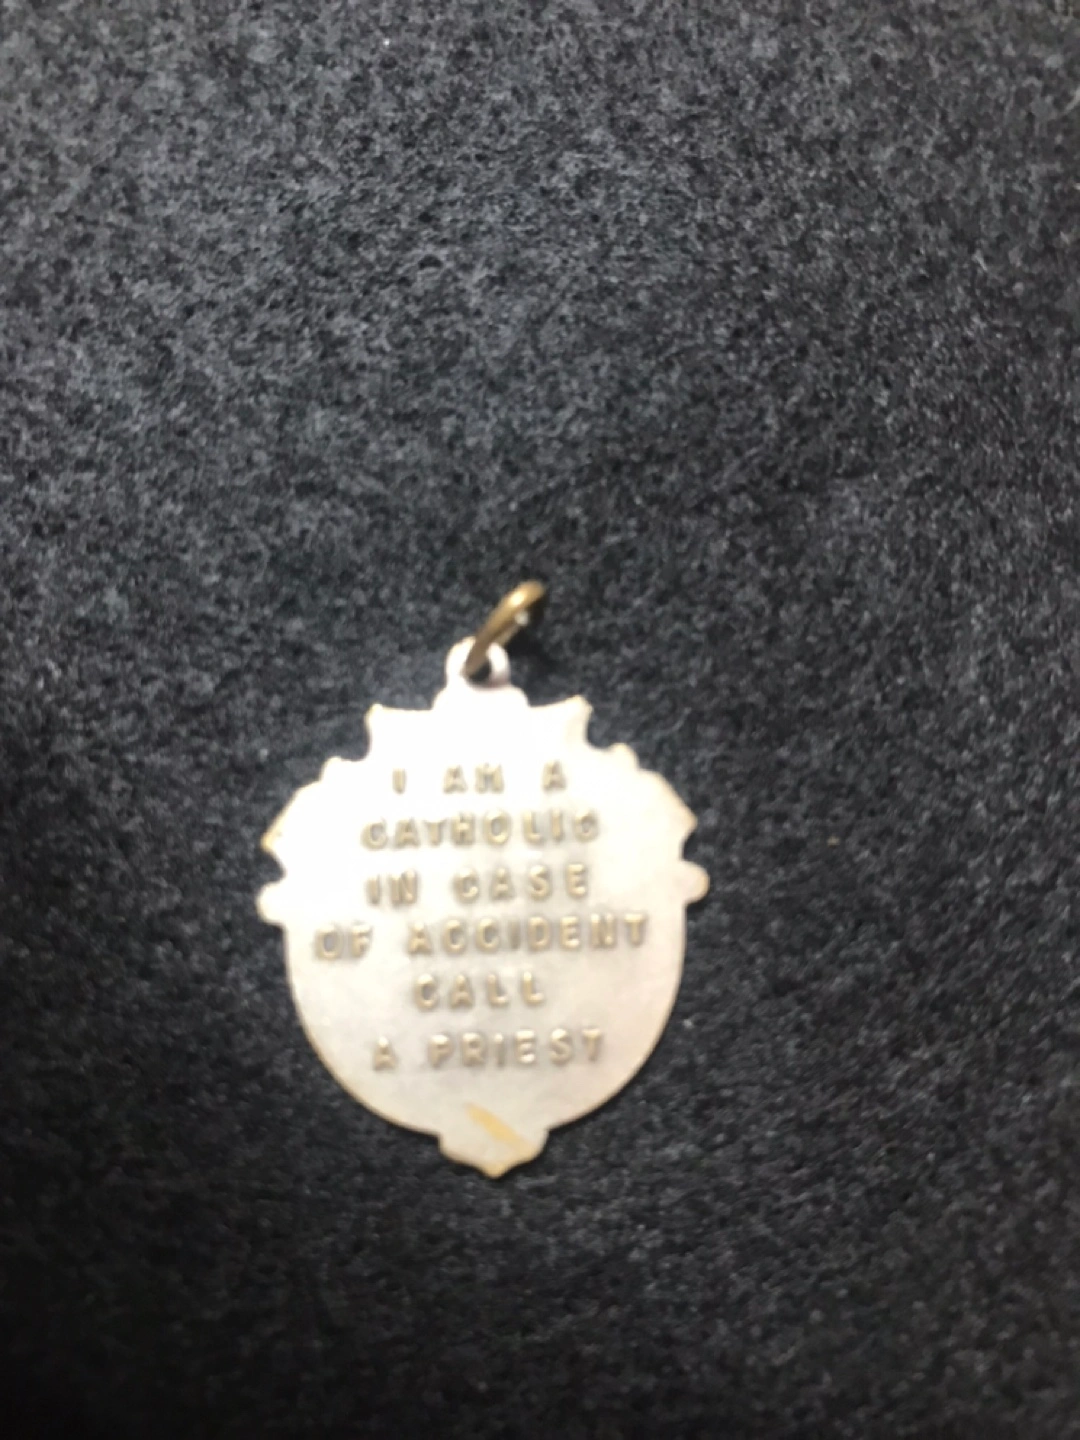 I AM A
CATHOLIC
IN CASE
OF ACCIDENT
CALL
A PRIEST